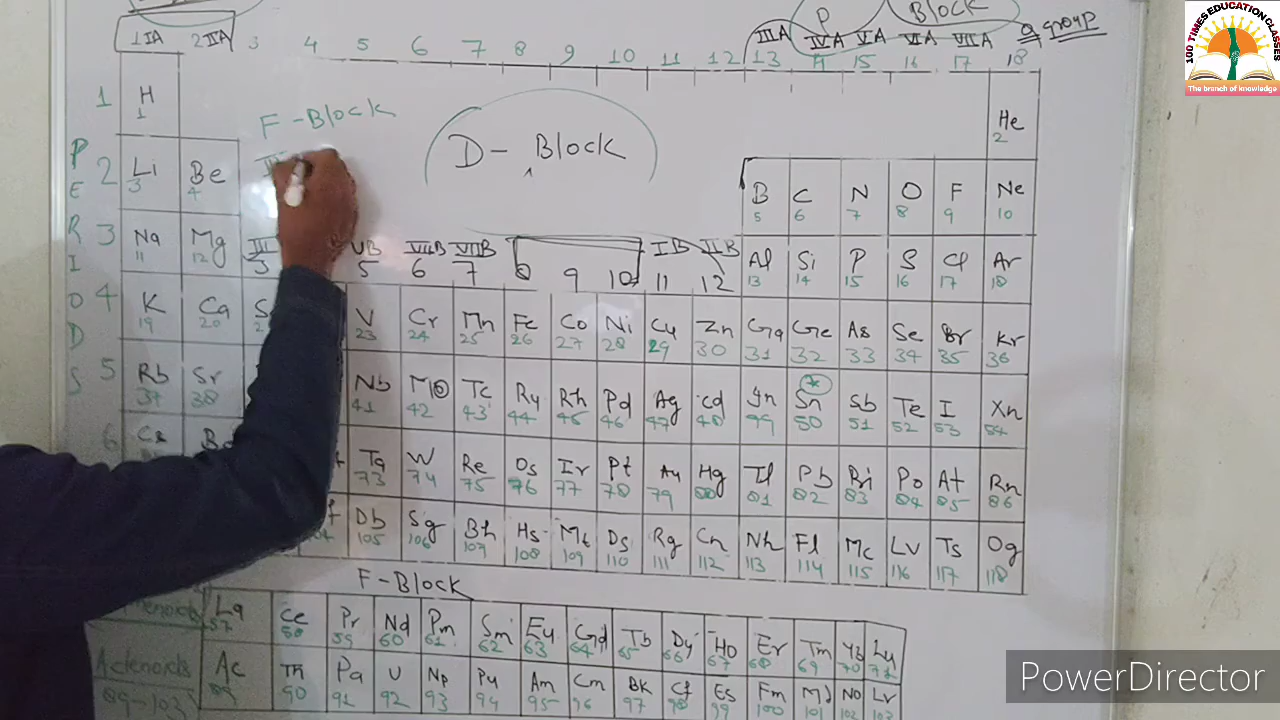 P BLOCK
1 IA 2 IIA 3 4 5 6 7 8 9 10 11 12 IIIA 13 IVA 14 VA 15 VIA 16 VIIA 17 18 group
1 H 1 He 2
F-Block
D- Block
PERIODS
2 Li 3 Be 4 B 5 C 6 N 7 O 8 F 9 Ne 10
3 Na 11 Mg 12 Al 13 Si 14 P 15 S 16 Cl 17 Ar 18
III 3 VB 5 VIIB 6 VIIB 7 8 9 10 IB 11 IIB 12
4 K 19 Ca 20 V 23 Cr 24 Mn 25 Fe 26 Co 27 Ni 28 Cu 29 Zn 30 Ga 31 Ge 32 As 33 Se 34 Br 35 Kr 36
5 Rb 37 Sr 38 Nb 41 Mo 42 Tc 43 Ru 44 Rh 45 Pd 46 Ag 47 Cd 48 In 49 Sn 50 Sb 51 Te 52 I 53 Xn 54
6 Cs Ta 73 W 74 Re 75 Os 76 Ir 77 Pt 78 Au 79 Hg 80 Tl 81 Pb 82 Bi 83 Po 84 At 85 Rn 86
104 Db 105 Sg 106 Bh 107 Hs 108 Mt 109 Ds 110 Rg 111 Cn 112 Nh 113 Fl 114 Mc 115 Lv 116 Ts 117 Og 118
F-BLOCK
La 57 Ce 58 Pr 59 Nd 60 Pm 61 Sm 62 Eu 63 Gd 64 Tb 65 Dy 66 Ho 67 Er 68 Tm 69 Yb 70 Lu 71
Actenoids Ac 89 Th 90 Pa 91 U 92 Np 93 Pu 94 Am 95 Cm 96 BK 97 Cf 98 Es 99 Fm 100 Md 101 No 102 Lr 103
89-103
100 TIMES EDUCATION CLASSES
The branch of knowledge
PowerDirector